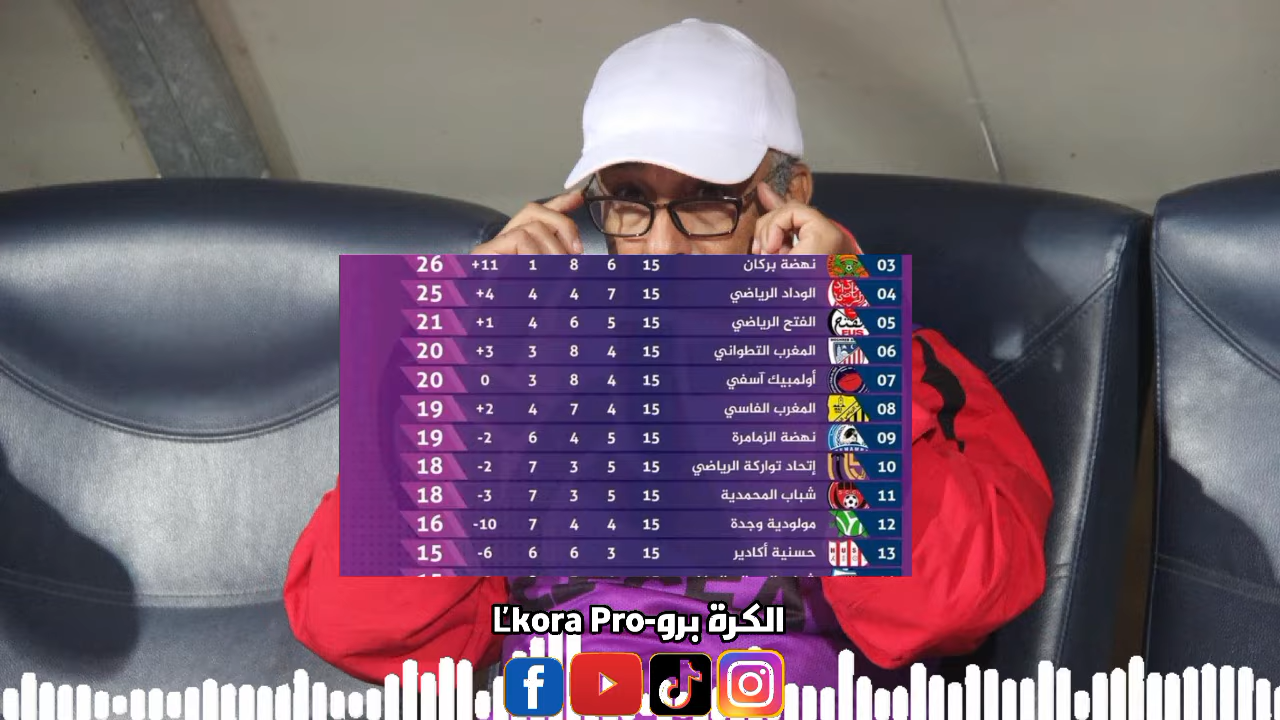 03 نهضة بركان 15 6 8 1 +11 26
04 الوداد الرياضي 15 7 4 4 +4 25
05 الفتح الرياضي 15 5 6 4 +1 21
06 المغرب التطواني 15 4 8 3 +3 20
07 أولمبيك آسفي 15 4 8 3 0 20
08 المغرب الفاسي 15 4 7 4 +2 19
09 نهضة الزمامرة 15 5 4 6 -2 19
10 إتحاد تواركة الرياضي 15 5 3 7 -2 18
11 شباب المحمدية 15 5 3 7 -3 18
12 مولودية وجدة 15 4 4 7 -10 16
13 حسنية أكادير 15 3 6 6 -6 15
الكرة برو-Ľkora Pro